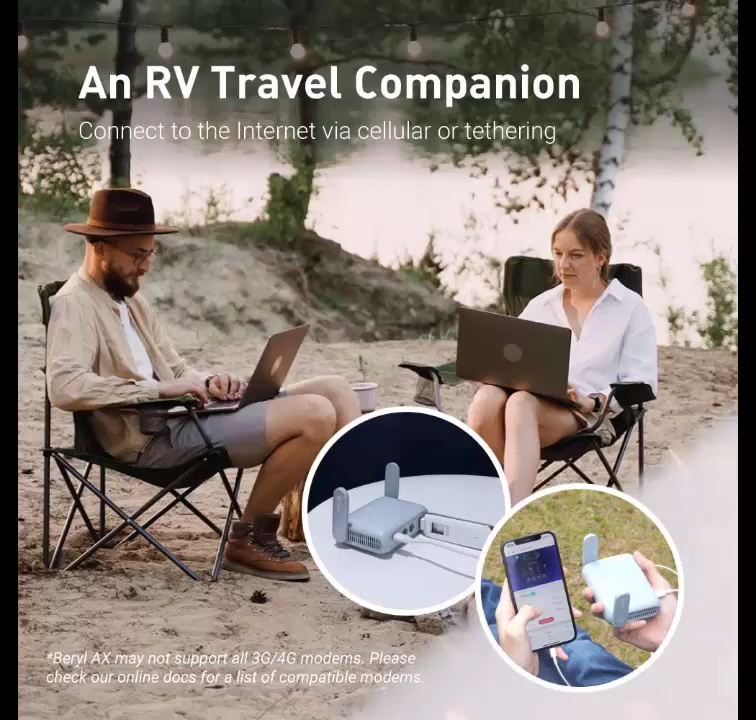 An RV Travel Companion
Connect to the Internet via cellular or tethering
*Beryl AX may not support all 3G/4G modems. Please
check our online docs for a list of compatible modems.